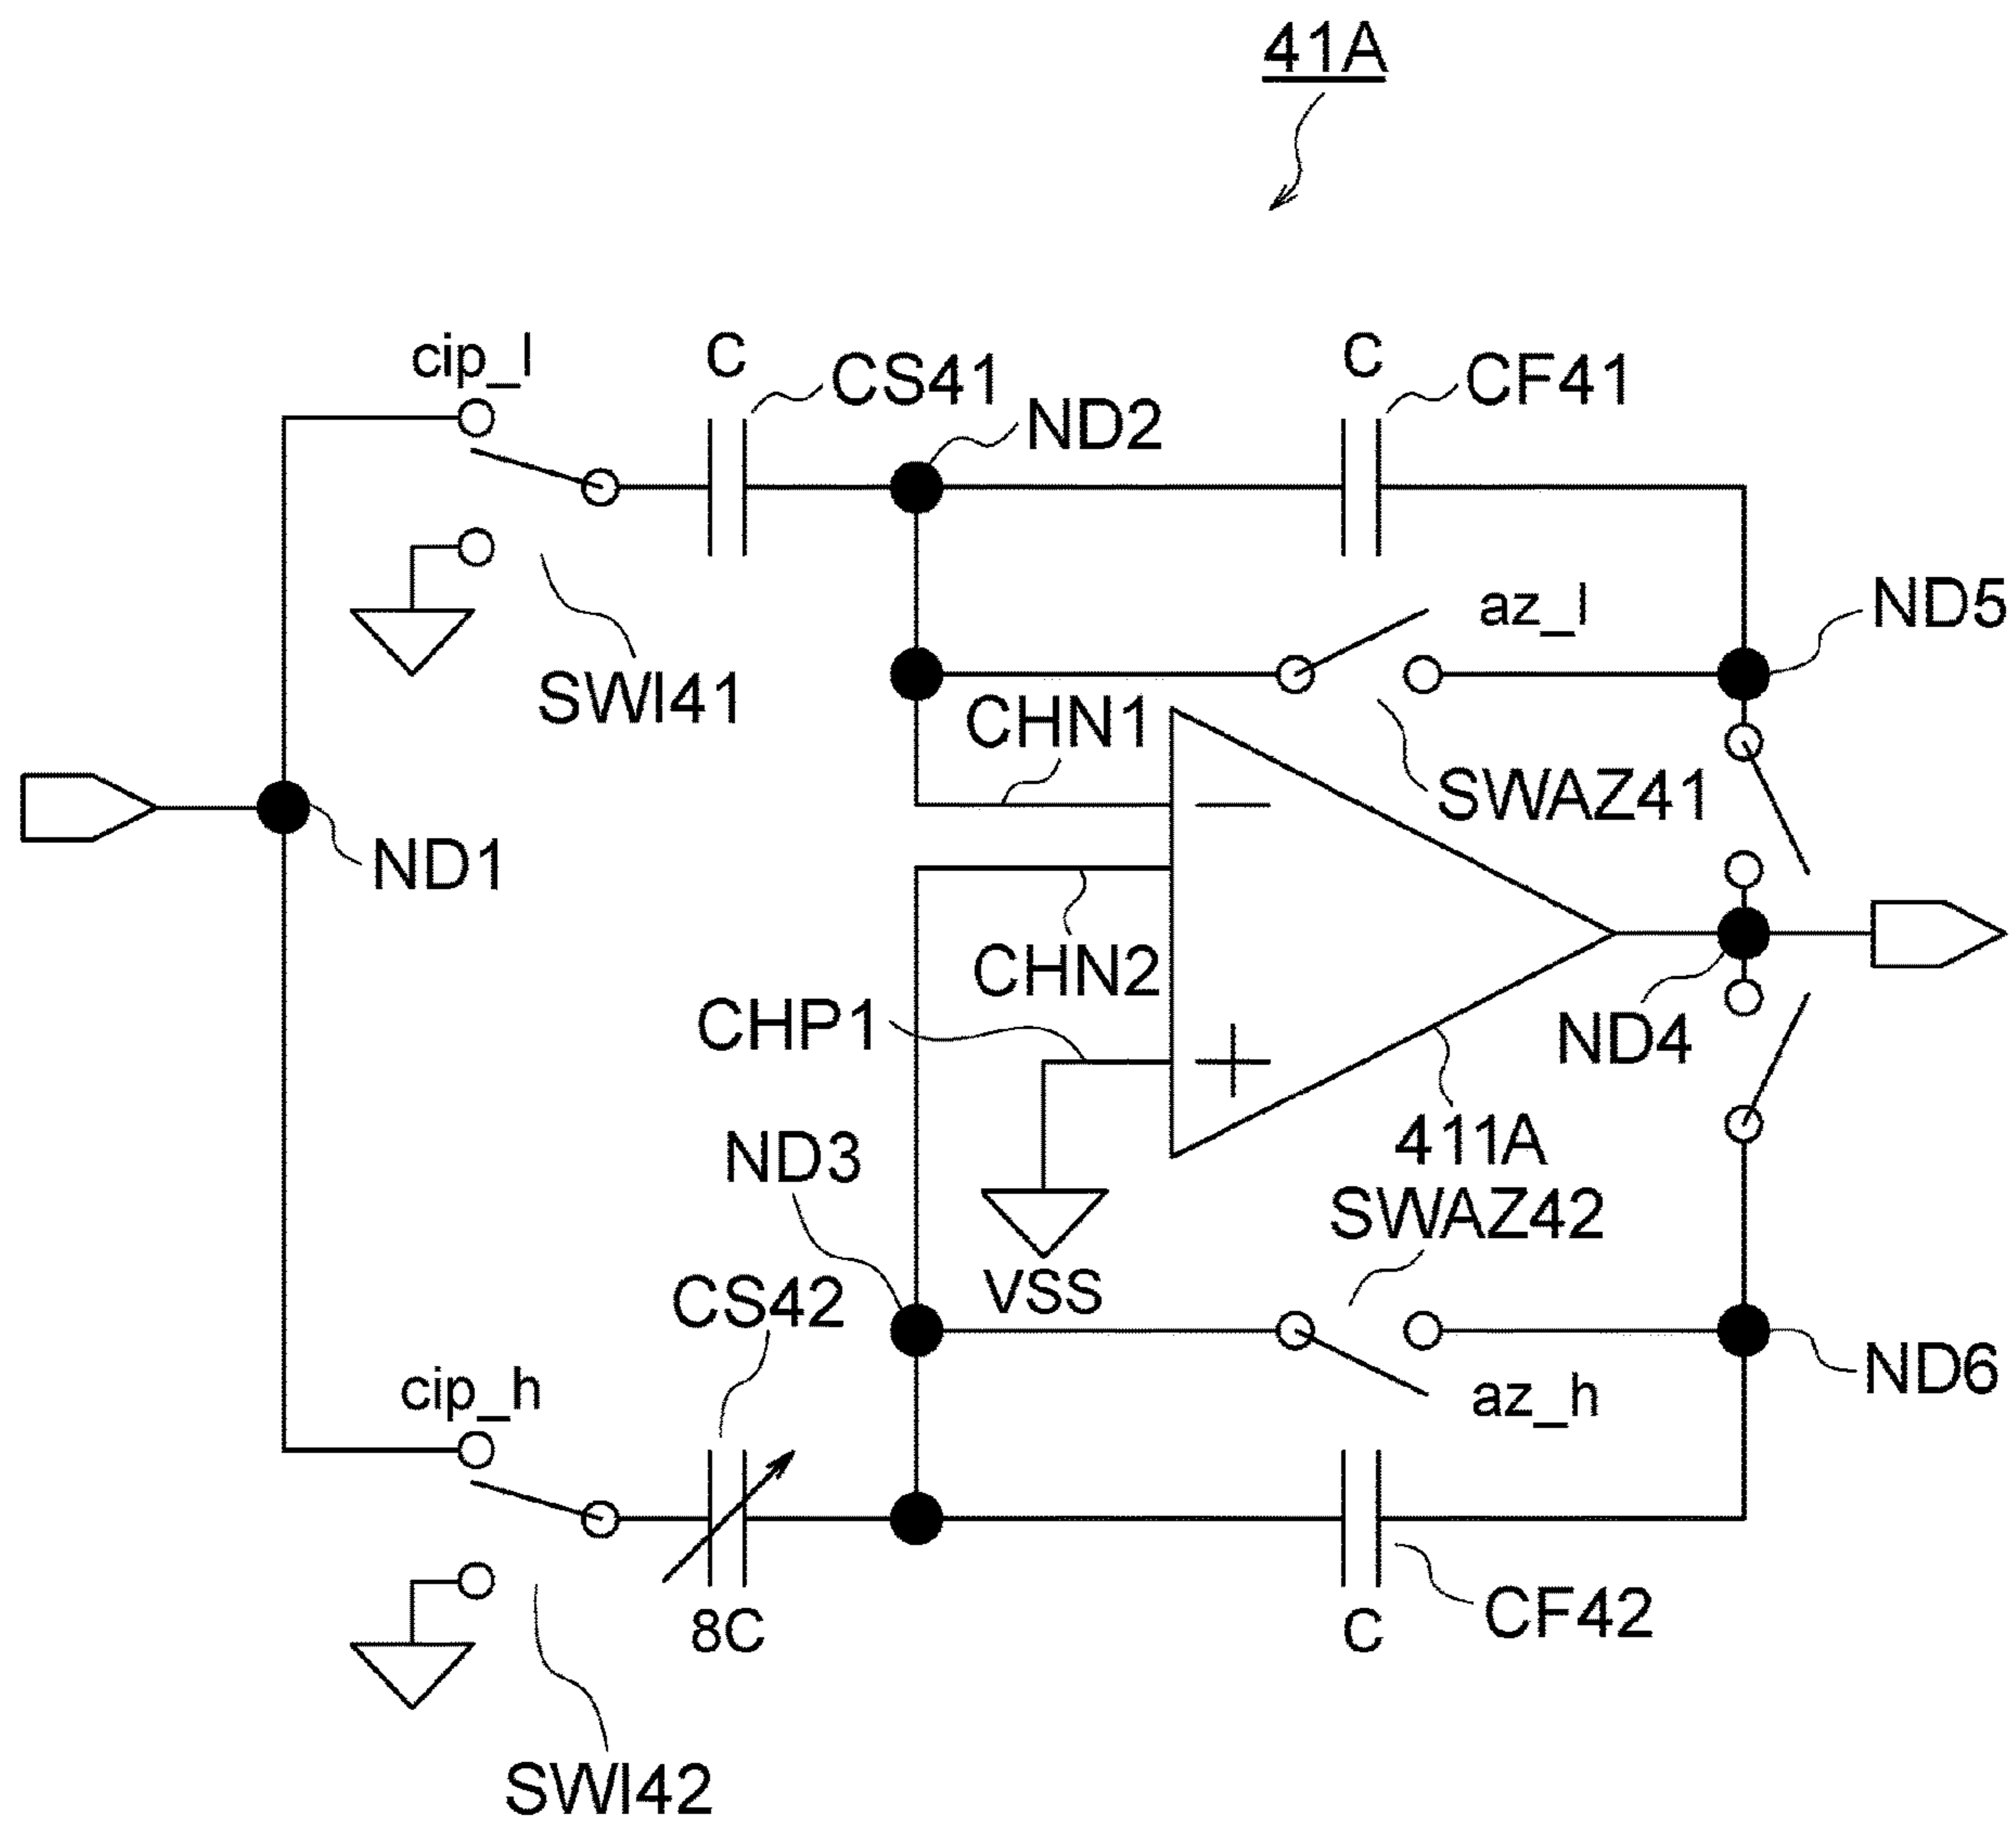 41A
cip_l
C
CS41
ND2
C
CF41
az_l
ND5
SWI41
CHN1
SWAZ41
ND1
CHN2
CHP1
ND4
ND3
411A
SWAZ42
VSS
CS42
cip_h
az_h
ND6
8C
C
CF42
SWI42